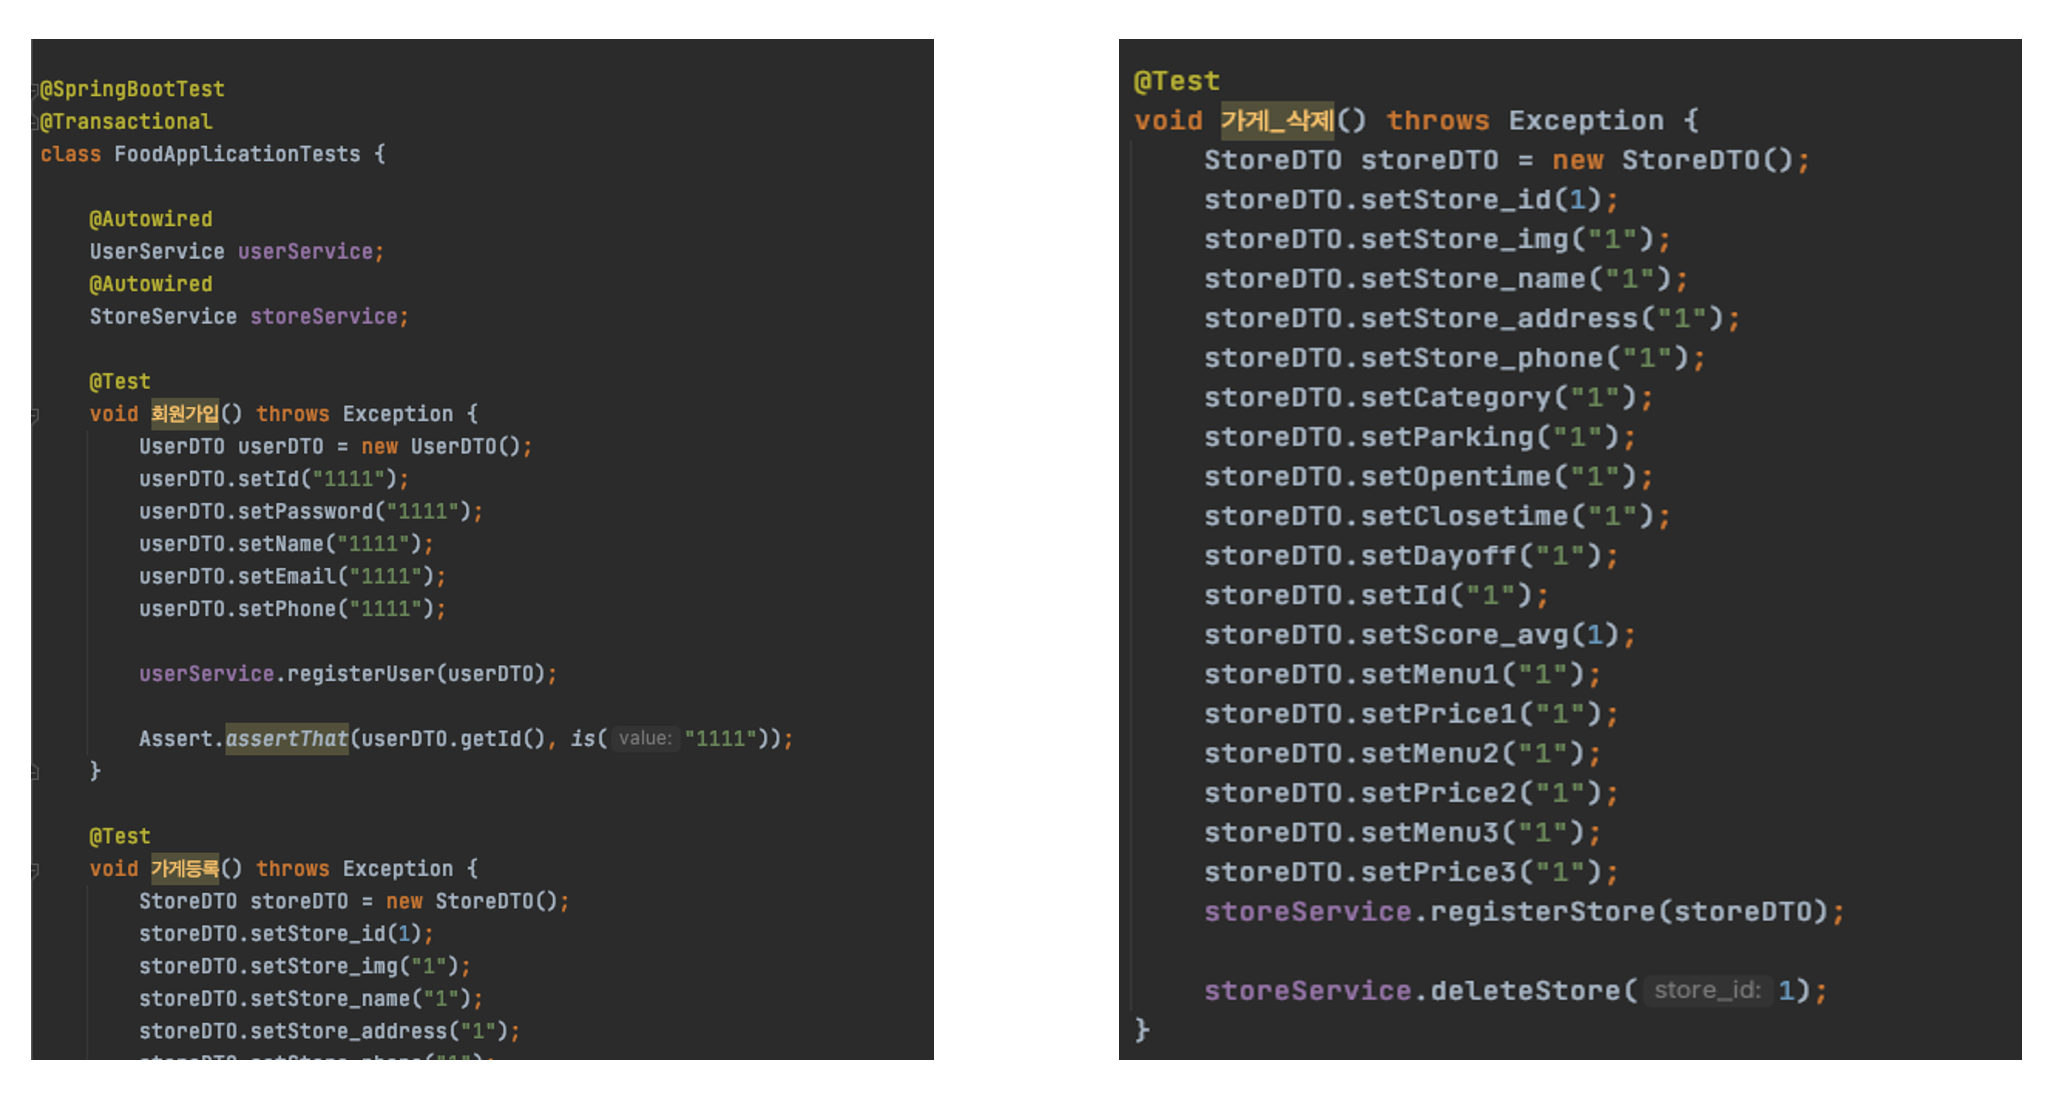 @SpringBootTest
@Transactional
class FoodApplicationTests {
@Autowired
UserService userService;
@Autowired
StoreService storeService;
@Test
void 회원가입() throws Exception {
UserDTO userDTO = new UserDTO();
userDTO.setId("1111");
userDTO.setPassword("1111");
userDTO.setName("1111");
userDTO.setEmail("1111");
userDTO.setPhone("1111");
userService.registerUser(userDTO);
Assert.assertThat(userDTO.getId(), is( value: "1111"));
}
@Test
void 가게등록() throws Exception {
StoreDTO storeDTO = new StoreDTO();
storeDTO.setStore_id(1);
storeDTO.setStore_img("1");
storeDTO.setStore_name("1");
storeDTO.setStore_address("1");
storeDTO.setStore_phone("1");
@Test
void 가게_삭제() throws Exception {
StoreDTO storeDTO = new StoreDTO();
storeDTO.setStore_id(1);
storeDTO.setStore_img("1");
storeDTO.setStore_name("1");
storeDTO.setStore_address("1");
storeDTO.setStore_phone("1");
storeDTO.setCategory("1");
storeDTO.setParking("1");
storeDTO.setOpentime("1");
storeDTO.setClosetime("1");
storeDTO.setDayoff("1");
storeDTO.setId("1");
storeDTO.setScore_avg(1);
storeDTO.setMenu1("1");
storeDTO.setPrice1("1");
storeDTO.setMenu2("1");
storeDTO.setPrice2("1");
storeDTO.setMenu3("1");
storeDTO.setPrice3("1");
storeService.registerStore(storeDTO);
storeService.deleteStore( store_id: 1);
}